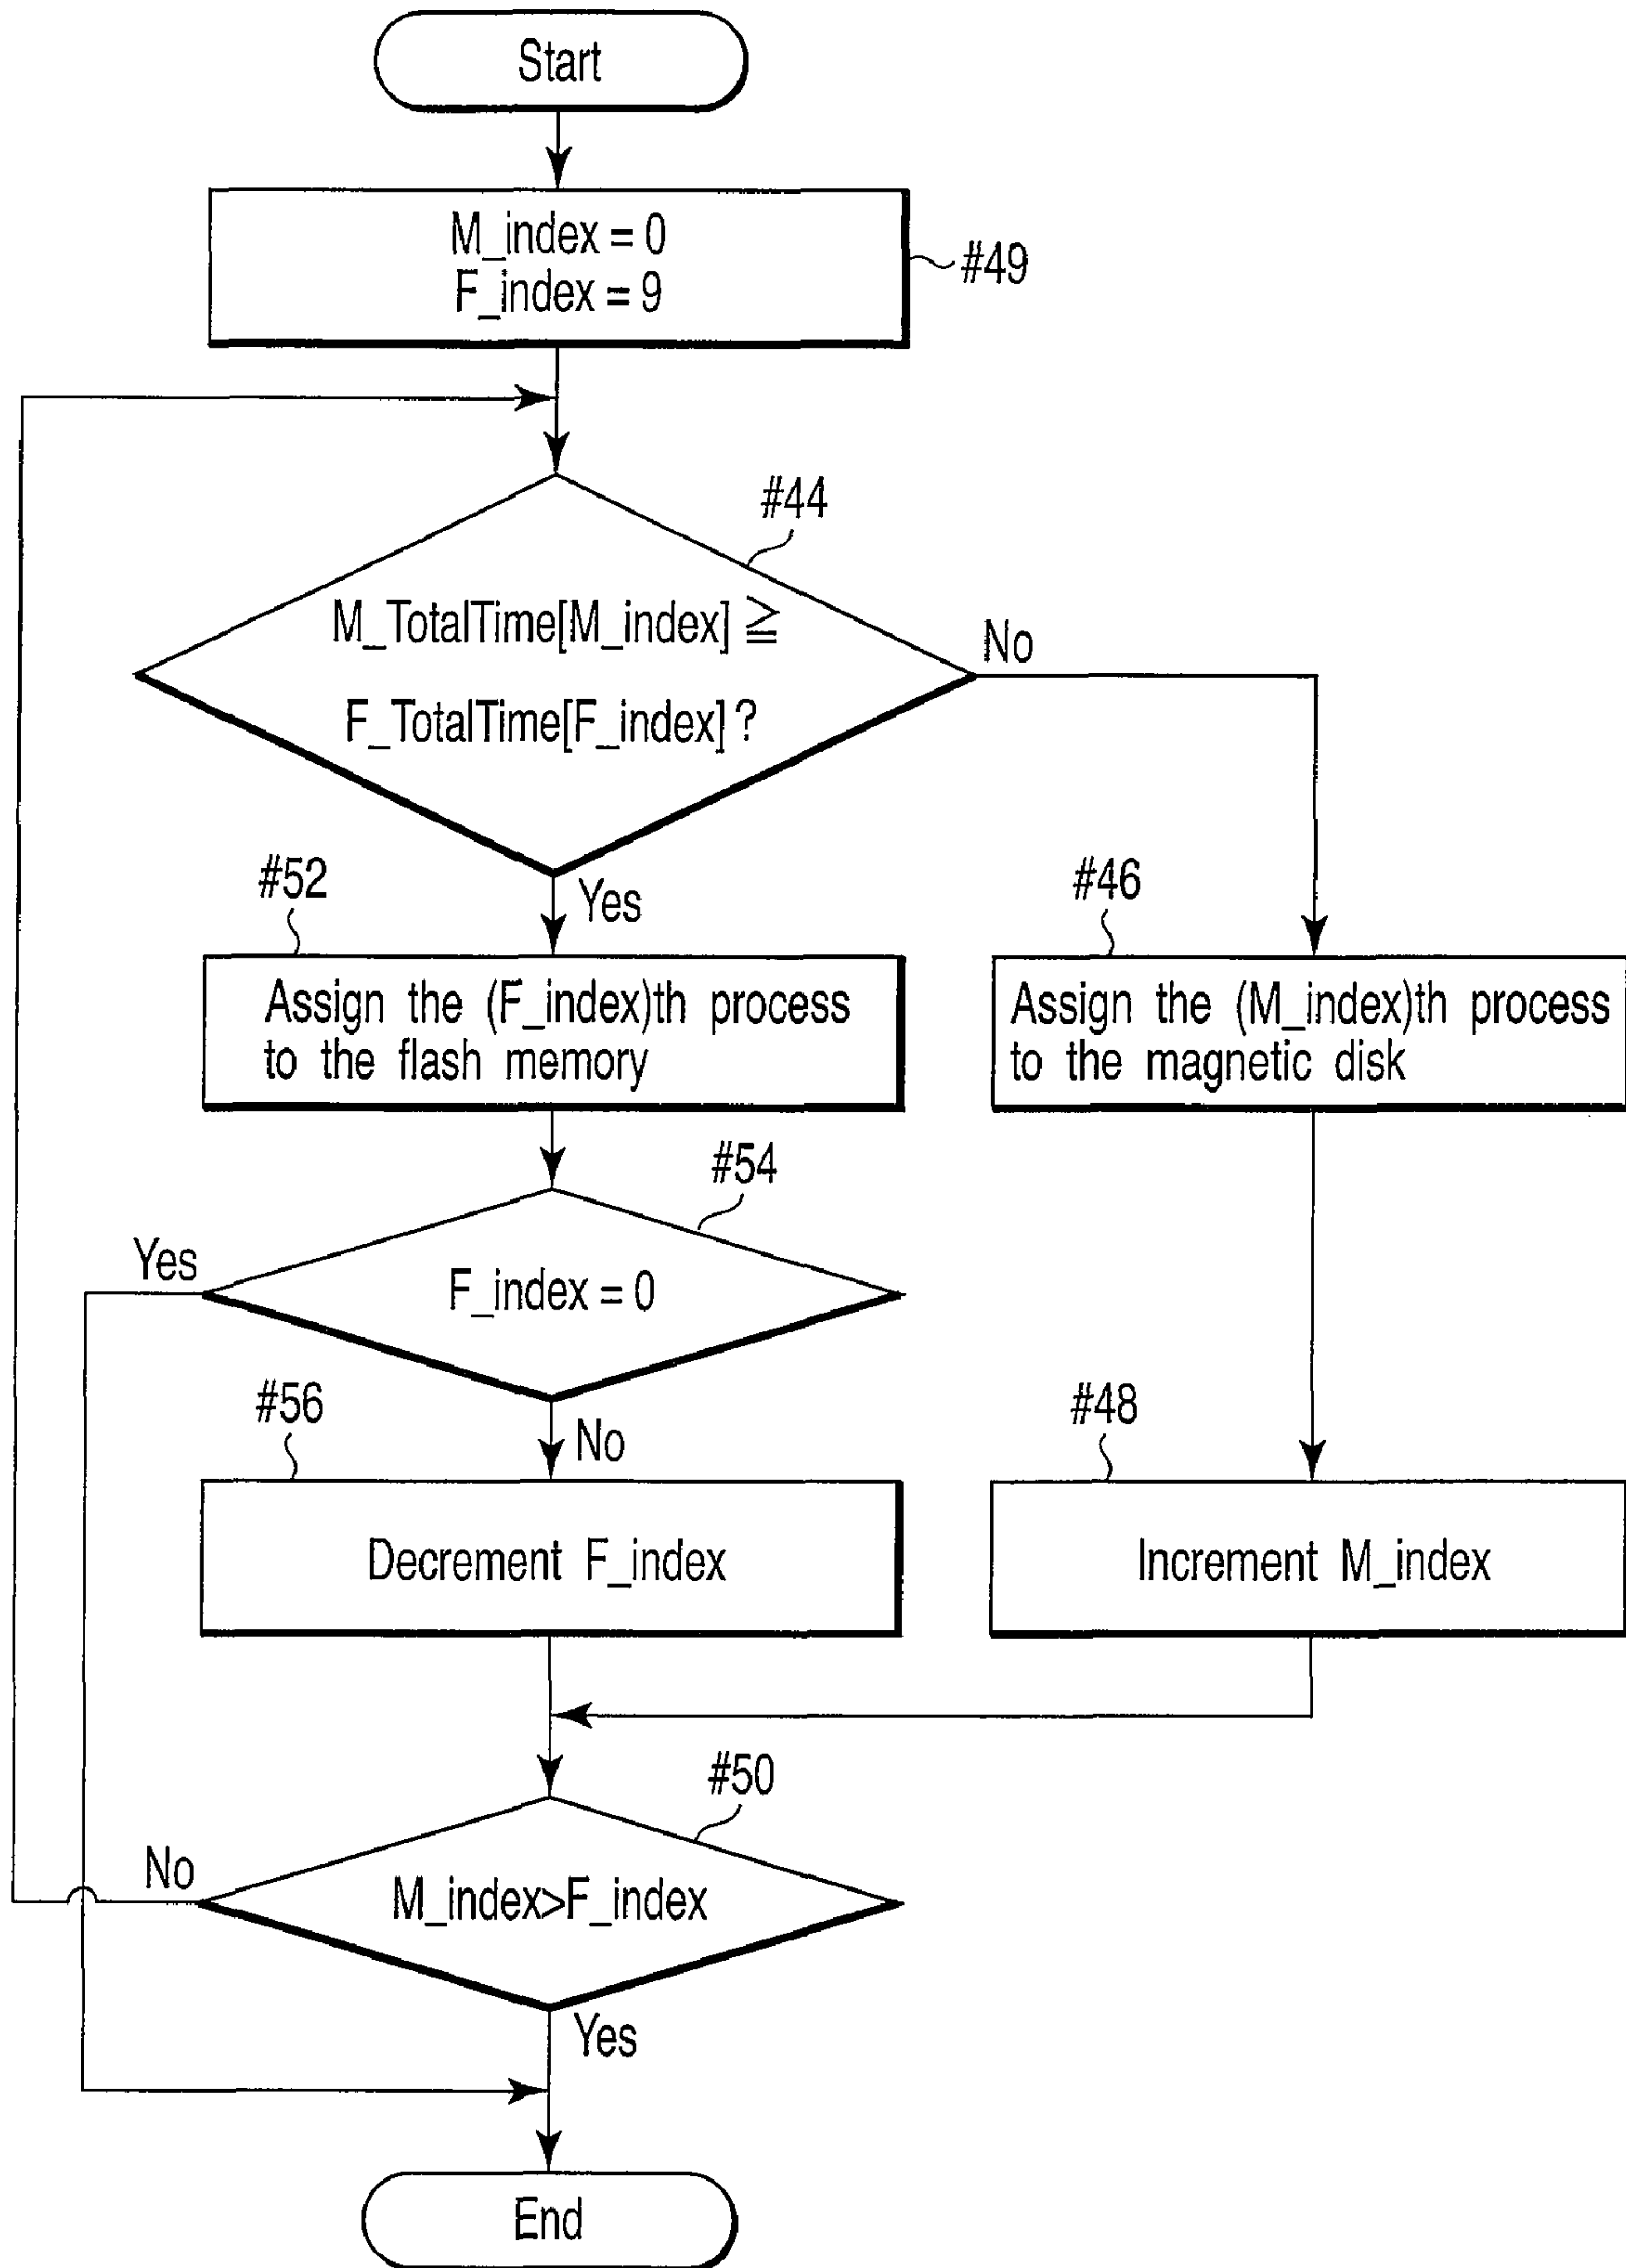 Start
M_index = 0
F_index = 9
#49
#44
M_TotalTime[M_index] ≧
F_TotalTime[F_index] ?
No
Yes
#52
Assign the (F_index)th process
to the flash memory
#46
Assign the (M_index)th process
to the magnetic disk
#54
Yes
F_index = 0
No
#56
Decrement F_index
#48
Increment M_index
#50
No
M_index>F_index
Yes
End